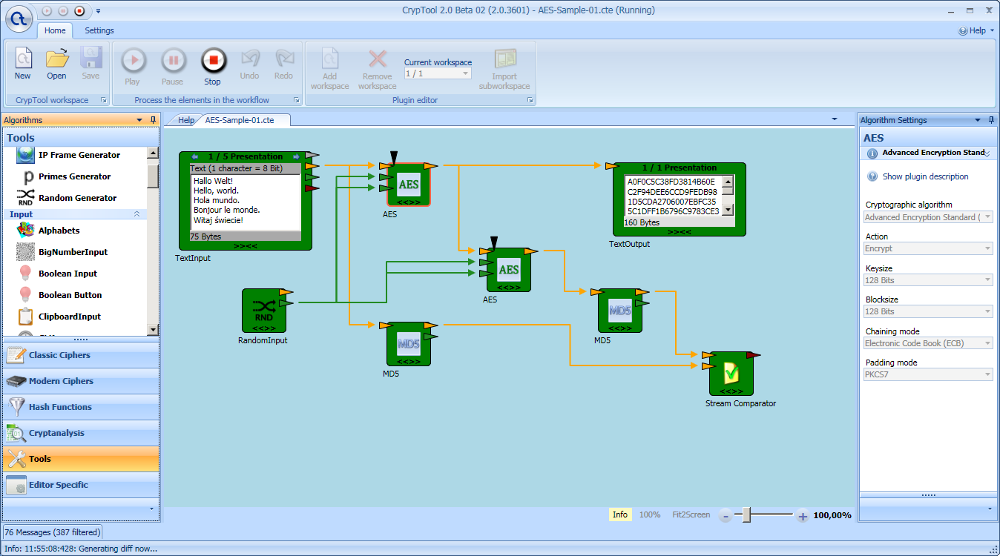 CrypTool 2.0 Beta 02 (2.0.3601) - AES-Sample-01.cte (Running)
Home
Settings
Help
New
Open
Save
CrypTool workspace
Play
Pause
Stop
Undo
Redo
Process the elements in the workflow
Add workspace
Remove workspace
Current workspace
1 / 1
Import subworkspace
Plugin editor
Algorithms
Tools
IP Frame Generator
Primes Generator
RND
Random Generator
Input
Alphabets
BigNumberInput
Boolean Input
Boolean Button
ClipboardInput
Classic Ciphers
Modern Ciphers
Hash Functions
Cryptanalysis
Tools
Editor Specific
Help
AES-Sample-01.cte
1 / 5 Presentation
Text (1 character = 8 Bit)
Hallo Welt!
Hello, world.
Hola mundo.
Bonjour le monde.
Witaj świecie!
75 Bytes
>><<
TextInput
AES
<<>>
AES
1 / 1 Presentation
A0F0C5C38FD3814B60E
C2F94DEE6CCD9FEDB98
1D5CDA2706007EBFC35
5C1DFF1B6796C9783CE3
160 Bytes
>><<
TextOutput
AES
<<>>
AES
RND
<<>>
RandomInput
MD5
<<>>
MD5
MD5
<<>>
MD5
<<>>
Stream Comparator
Info
100%
Fit2Screen
100,00%
Algorithm Settings
AES
Advanced Encryption Stand
Show plugin description
Cryptographic algorithm
Advanced Encryption Standard (
Action
Encrypt
Keysize
128 Bits
Blocksize
128 Bits
Chaining mode
Electronic Code Book (ECB)
Padding mode
PKCS7
76 Messages (387 filtered)
Info: 11:55:08:428: Generating diff now...